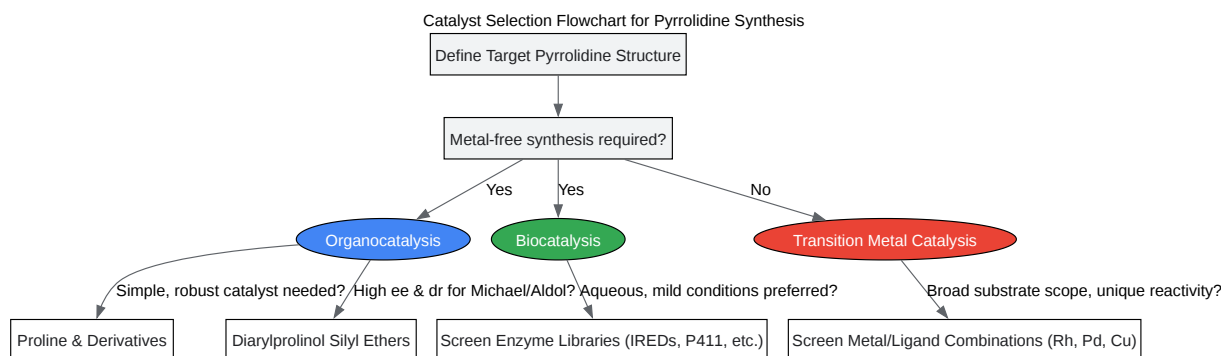 Catalyst Selection Flowchart for Pyrrolidine Synthesis
Define Target Pyrrolidine Structure
Metal-free synthesis required?
Yes
Yes
No
Organocatalysis
Biocatalysis
Transition Metal Catalysis
Simple, robust catalyst needed?
High ee & dr for Michael/Aldol?
Aqueous, mild conditions preferred?
Broad substrate scope, unique reactivity?
Proline & Derivatives
Diarylprolinol Silyl Ethers
Screen Enzyme Libraries (IREDs, P411, etc.)
Screen Metal/Ligand Combinations (Rh, Pd, Cu)